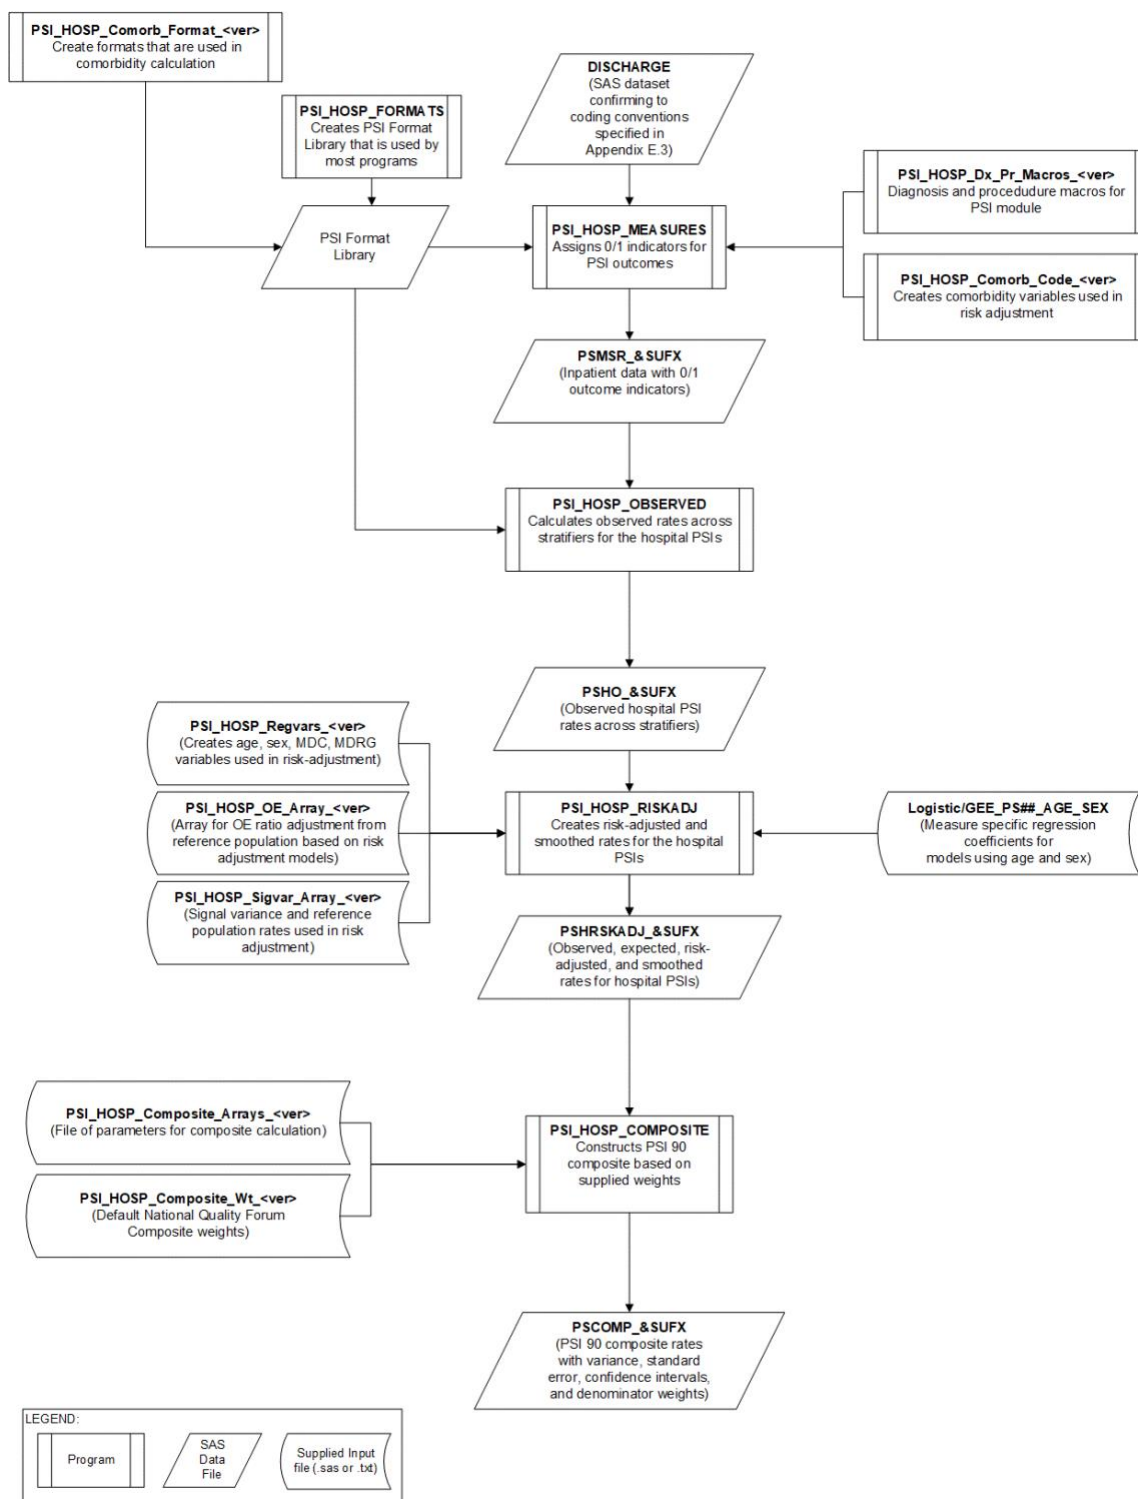 PSI_HOSP_Comorb_Format_<ver>
Create formats that are used in
comorbidity calculation
DISCHARGE
(SAS dataset
confirming to
coding conventions
specified in
Appendix E.3)
PSI_HOSP_FORMATS
Creates PSI Format
Library that is used by
most programs
PSI_HOSP_Dx_Pr_Macros_<ver>
Diagnosis and procedudure macros for
PSI module
PSI Format
Library
PSI_HOSP_MEASURES
Assigns 0/1 indicators for
PSI outcomes
PSI_HOSP_Comorb_Code_<ver>
Creates comorbidity variables used in
risk adjustment
PSMSR_&SUFX
(Inpatient data with 0/1
outcome indicators)
PSI_HOSP_OBSERVED
Calculates observed rates across
stratifiers for the hospital PSIs
PSHO_&SUFX
(Observed hospital PSI
rates across stratifiers)
PSI_HOSP_Regvars_<ver>
(Creates age, sex, MDC, MDRG
variables used in risk-adjustment)
PSI_HOSP_OE_Array_<ver>
(Array for OE ratio adjustment from
reference population based on risk
adjustment models)
PSI_HOSP_RISKADJ
Creates risk-adjusted and
smoothed rates for the hospital
PSIs
Logistic/GEE_PS##_AGE_SEX
(Measure specific regression
coefficients for
models using age and sex)
PSI_HOSP_Sigvar_Array_<ver>
(Signal variance and reference
population rates used in risk
adjustment)
PSHRSKADJ_&SUFX
(Observed, expected, risk-
adjusted, and smoothed
rates for hospital PSIs)
PSI_HOSP_Composite_Arrays_<ver>
(File of parameters for composite calculation)
PSI_HOSP_COMPOSITE
Constructs PSI 90
composite based on
supplied weights
PSI_HOSP_Composite_Wt_<ver>
(Default National Quality Forum
Composite weights)
PSCOMP_&SUFX
(PSI 90 composite rates
with variance, standard
error, confidence intervals,
and denominator weights)
LEGEND:
Program
SAS
Data
File
Supplied Input
file (.sas or .txt)